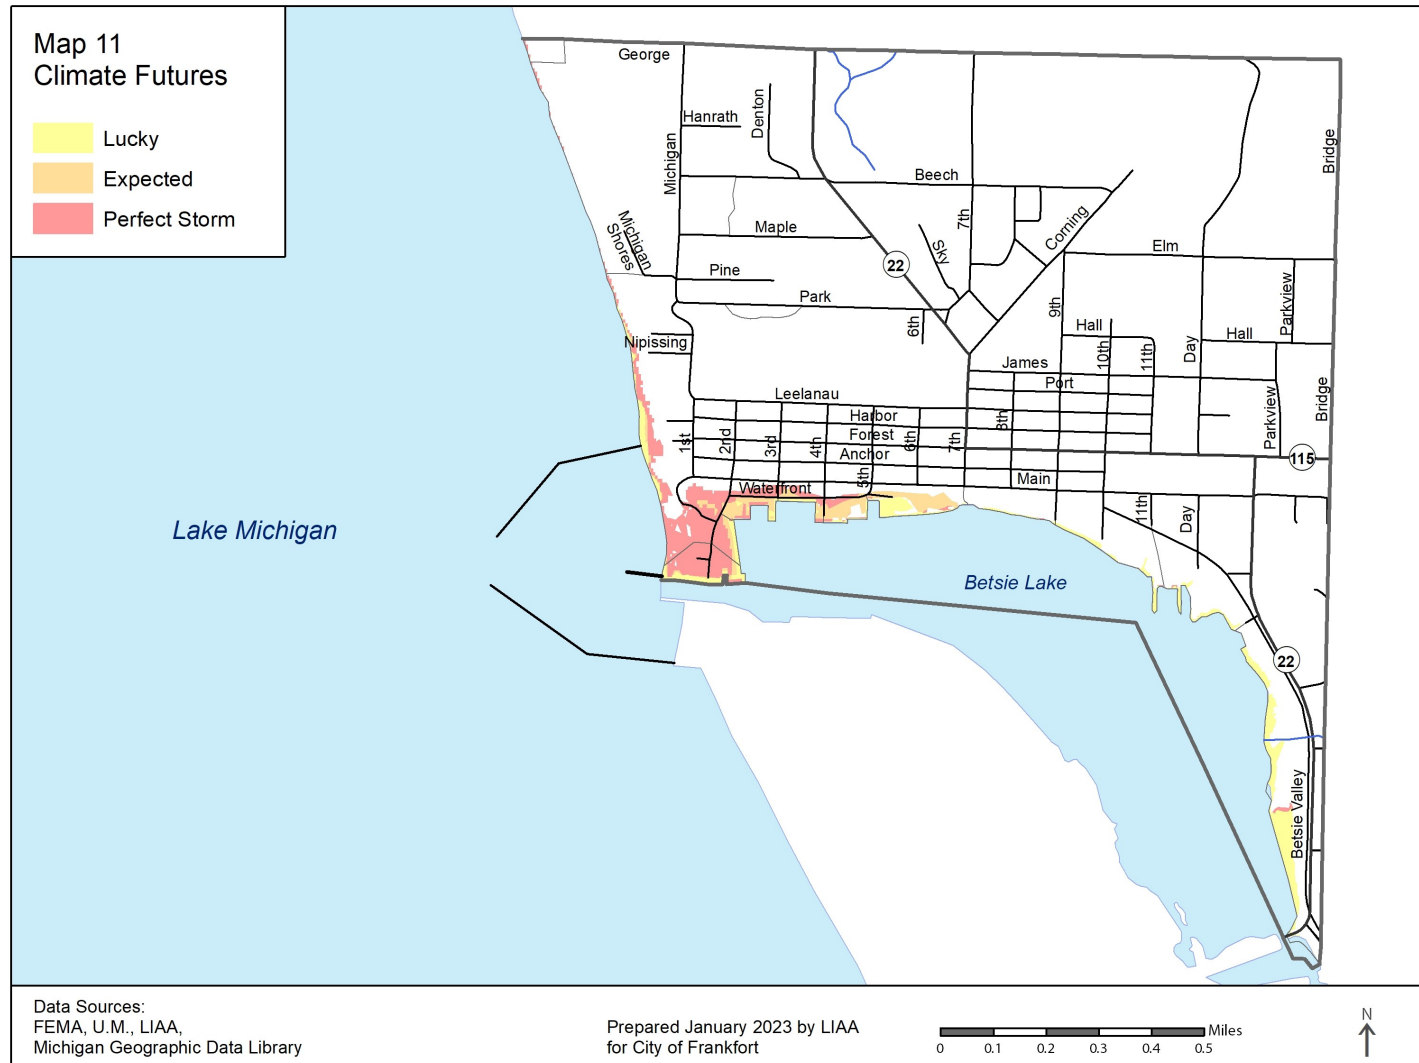 Map 11
Climate Futures
Lucky
Expected
Perfect Storm
George
Hanrath
Denton
Michigan
Bridge
Beech
Michigan
Shores
Maple
7th
Corning
Sky
22
Elm
Pine
Park
6th
9th
Parkview
Nipissing
Hall
10th
11th
Day
Hall
James
Port
Leelanau
Harbor
8th
Parkview
Bridge
Forest
1st
2nd
3rd
4th
Anchor
6th
7th
115
5th
Main
Waterfront
11th
Day
Lake Michigan
Betsie Lake
22
Betsie Valley
Data Sources:
FEMA, U.M., LIAA,
Michigan Geographic Data Library
Prepared January 2023 by LIAA
for City of Frankfort
Miles
0 0.1 0.2 0.3 0.4 0.5
N